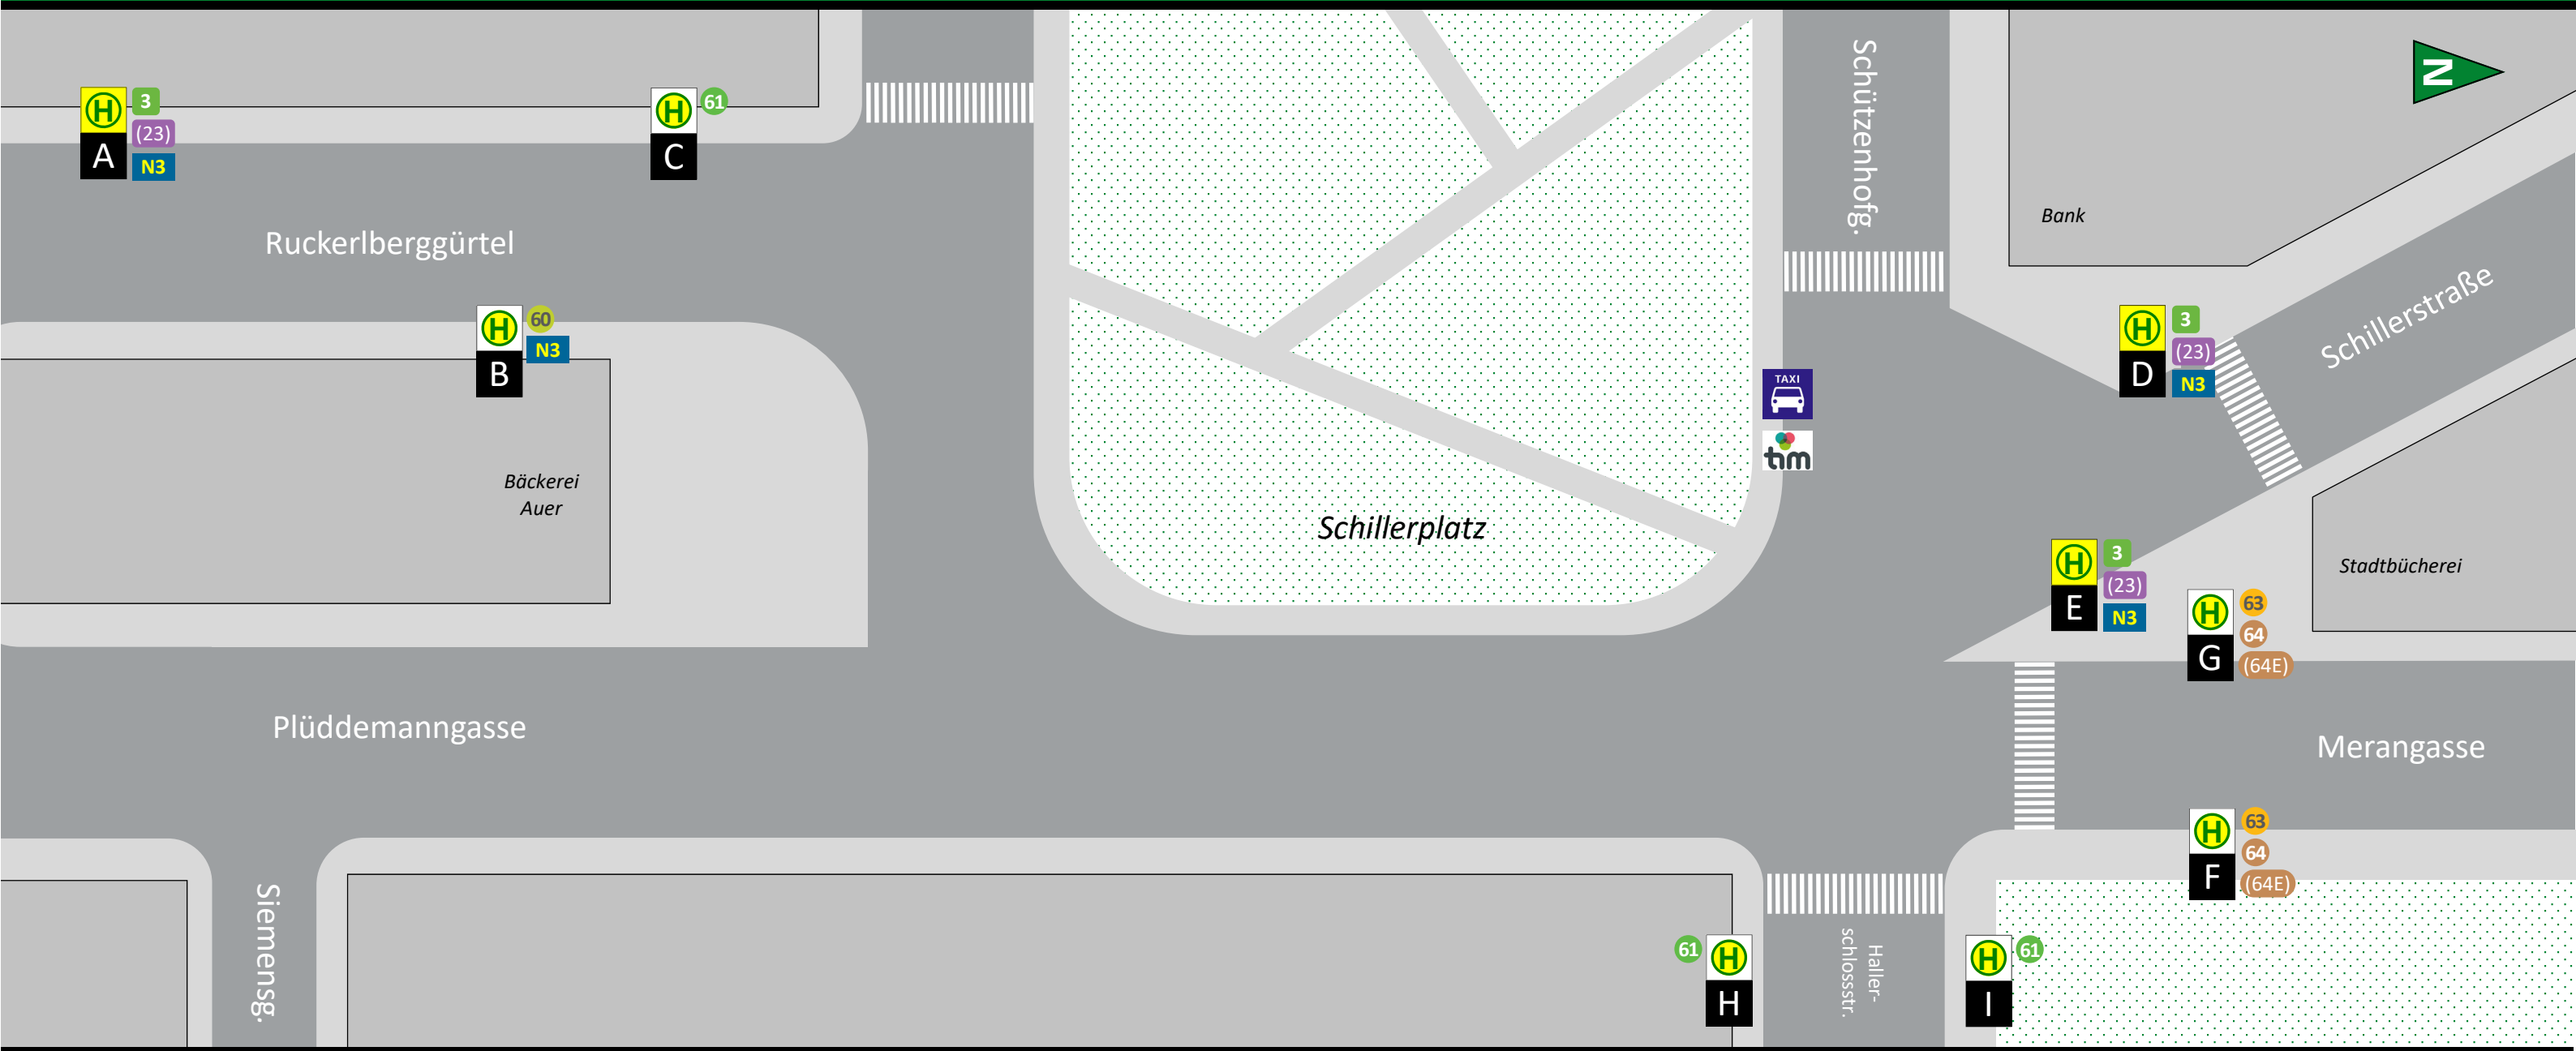 H
A
3
(23)
N3
H
C
61
Schützenhofg.
N
Bank
Ruckerlberggürtel
H
B
60
N3
Bäckerei
Auer
Schillerplatz
TAXI
tim
H
D
3
(23)
N3
Schillerstraße
H
E
3
(23)
N3
Stadtbücherei
H
G
63
64
(64E)
Plüddemanngasse
Merangasse
H
F
63
64
(64E)
Siemensg.
61
H
H
Haller-
schlossstr.
H
I
61